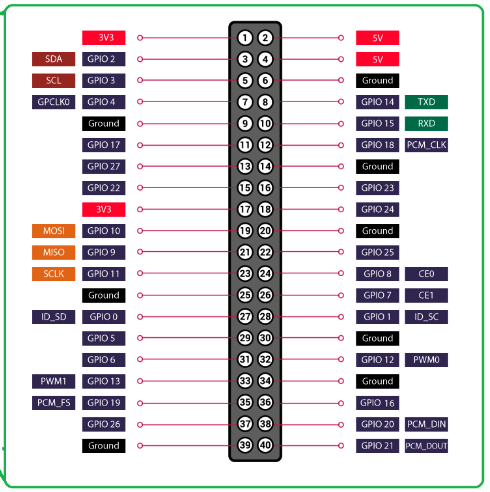 3V3 1 2 5V
SDA GPIO 2 3 4 5V
SCL GPIO 3 5 6 Ground
GPCLK0 GPIO 4 7 8 GPIO 14 TXD
Ground 9 10 GPIO 15 RXD
GPIO 17 11 12 GPIO 18 PCM_CLK
GPIO 27 13 14 Ground
GPIO 22 15 16 GPIO 23
3V3 17 18 GPIO 24
MOSI GPIO 10 19 20 Ground
MISO GPIO 9 21 22 GPIO 25
SCLK GPIO 11 23 24 GPIO 8 CE0
Ground 25 26 GPIO 7 CE1
ID_SD GPIO 0 27 28 GPIO 1 ID_SC
GPIO 5 29 30 Ground
GPIO 6 31 32 GPIO 12 PWM0
PWM1 GPIO 13 33 34 Ground
PCM_FS GPIO 19 35 36 GPIO 16
GPIO 26 37 38 GPIO 20 PCM_DIN
Ground 39 40 GPIO 21 PCM_DOUT